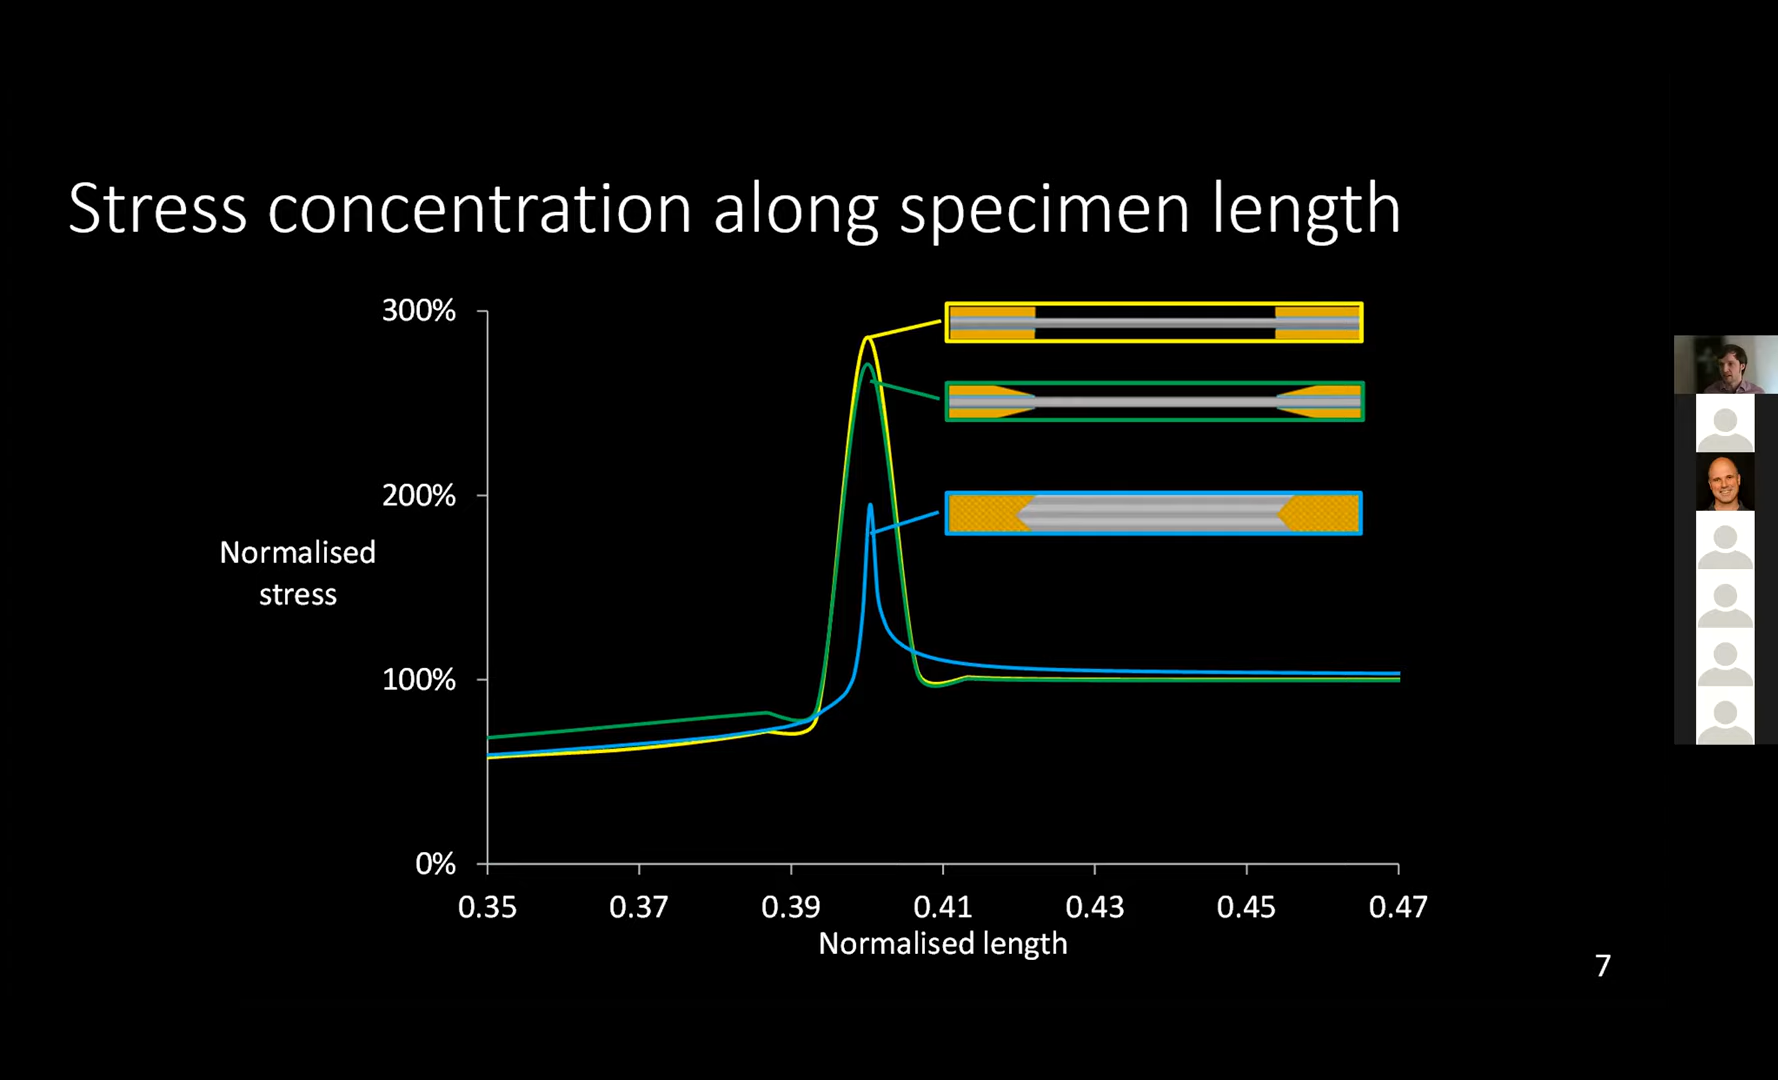 Stress concentration along specimen length
300%
200%
Normalised
stress
100%
0%
0.35 0.37 0.39 0.41 0.43 0.45 0.47
Normalised length
7